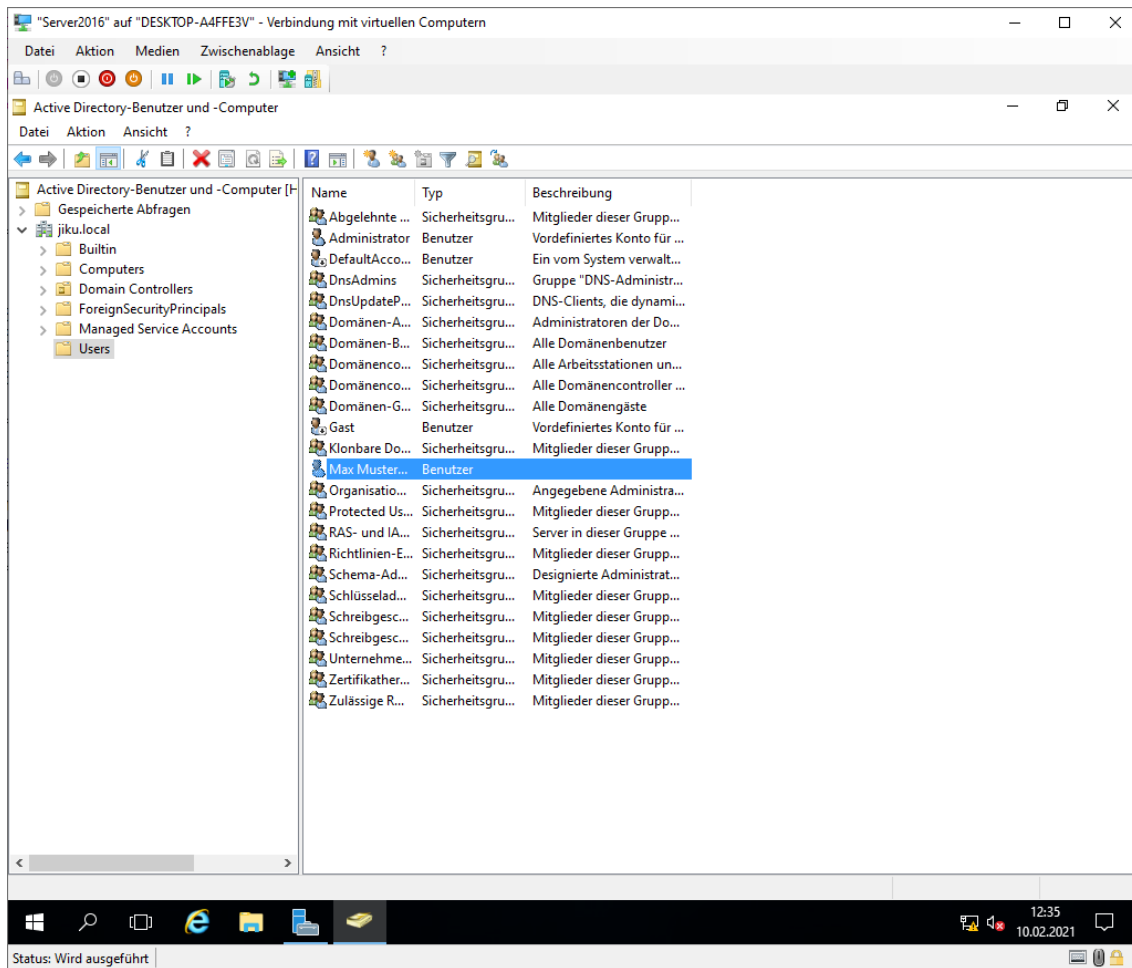 "Server2016" auf "DESKTOP-A4FFE3V" - Verbindung mit virtuellen Computern
Datei Aktion Medien Zwischenablage Ansicht ?
Active Directory-Benutzer und -Computer
Datei Aktion Ansicht ?
Active Directory-Benutzer und -Computer [H
Gespeicherte Abfragen
jiku.local
Builtin
Computers
Domain Controllers
ForeignSecurityPrincipals
Managed Service Accounts
Users
Name Typ Beschreibung
Abgelehnte ... Sicherheitsgru... Mitglieder dieser Grupp...
Administrator Benutzer Vordefiniertes Konto für ...
DefaultAcco... Benutzer Ein vom System verwalt...
DnsAdmins Sicherheitsgru... Gruppe "DNS-Administr...
DnsUpdateP... Sicherheitsgru... DNS-Clients, die dynami...
Domänen-A... Sicherheitsgru... Administratoren der Do...
Domänen-B... Sicherheitsgru... Alle Domänenbenutzer
Domänenco... Sicherheitsgru... Alle Arbeitsstationen un...
Domänenco... Sicherheitsgru... Alle Domänencontroller ...
Domänen-G... Sicherheitsgru... Alle Domänengäste
Gast Benutzer Vordefiniertes Konto für ...
Klonbare Do... Sicherheitsgru... Mitglieder dieser Grupp...
Max Muster... Benutzer
Organisatio... Sicherheitsgru... Angegebene Administra...
Protected Us... Sicherheitsgru... Mitglieder dieser Grupp...
RAS- und IA... Sicherheitsgru... Server in dieser Gruppe ...
Richtlinien-E... Sicherheitsgru... Mitglieder dieser Grupp...
Schema-Ad... Sicherheitsgru... Designierte Administrat...
Schlüsselad... Sicherheitsgru... Mitglieder dieser Grupp...
Schreibgesc... Sicherheitsgru... Mitglieder dieser Grupp...
Schreibgesc... Sicherheitsgru... Mitglieder dieser Grupp...
Unternehme... Sicherheitsgru... Mitglieder dieser Grupp...
Zertifikather... Sicherheitsgru... Mitglieder dieser Grupp...
Zulässige R... Sicherheitsgru... Mitglieder dieser Grupp...
12:35
10.02.2021
Status: Wird ausgeführt